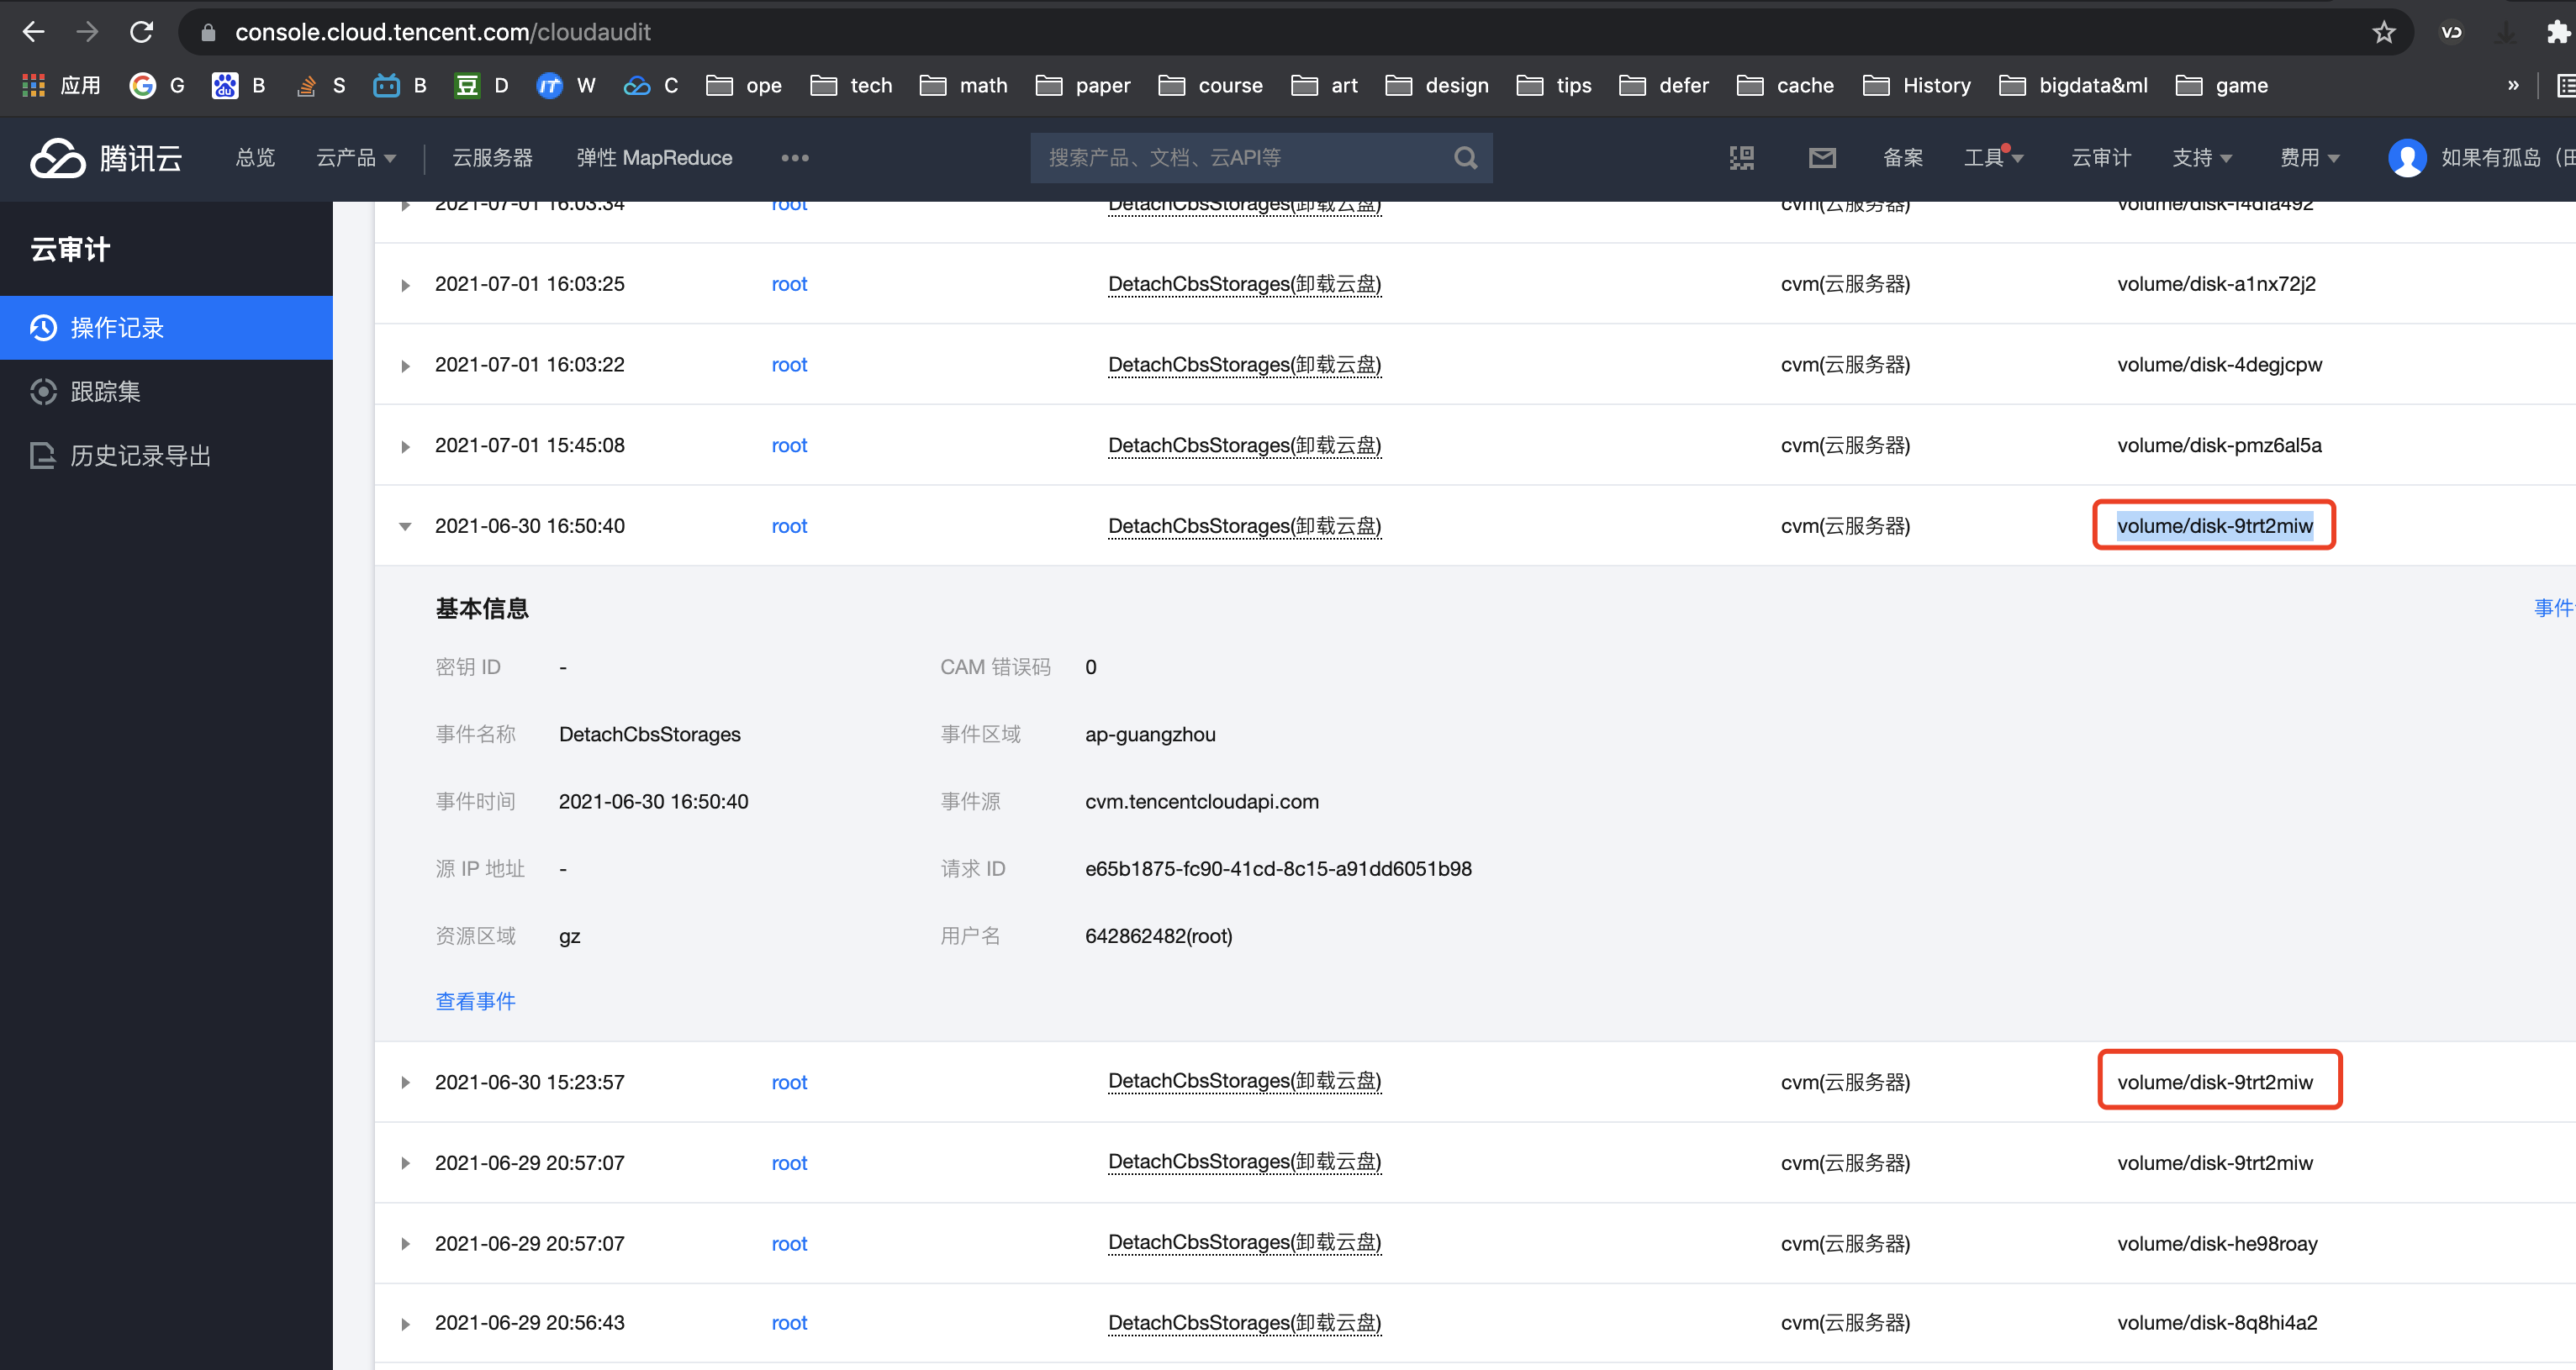 console.cloud.tencent.com/cloudaudit
VD
应用 G B S B D W C ope tech math paper course art design tips defer cache History bigdata&ml game »
腾讯云 总览 云产品 云服务器 弹性 MapReduce ••• 搜索产品、文档、云API等 备案 工具 云审计 支持 费用 如果有孤岛
云审计
操作记录
跟踪集
历史记录导出
2021-07-01 16:03:34 root DetachCbsStorages(卸载云盘) cvm(云服务器) volume/disk-f4dfa492
2021-07-01 16:03:25 root DetachCbsStorages(卸载云盘) cvm(云服务器) volume/disk-a1nx72j2
2021-07-01 16:03:22 root DetachCbsStorages(卸载云盘) cvm(云服务器) volume/disk-4degjcpw
2021-07-01 15:45:08 root DetachCbsStorages(卸载云盘) cvm(云服务器) volume/disk-pmz6al5a
2021-06-30 16:50:40 root DetachCbsStorages(卸载云盘) cvm(云服务器) volume/disk-9trt2miw
基本信息 事件
密钥 ID - CAM 错误码 0
事件名称 DetachCbsStorages 事件区域 ap-guangzhou
事件时间 2021-06-30 16:50:40 事件源 cvm.tencentcloudapi.com
源 IP 地址 - 请求 ID e65b1875-fc90-41cd-8c15-a91dd6051b98
资源区域 gz 用户名 642862482(root)
查看事件
2021-06-30 15:23:57 root DetachCbsStorages(卸载云盘) cvm(云服务器) volume/disk-9trt2miw
2021-06-29 20:57:07 root DetachCbsStorages(卸载云盘) cvm(云服务器) volume/disk-9trt2miw
2021-06-29 20:57:07 root DetachCbsStorages(卸载云盘) cvm(云服务器) volume/disk-he98roay
2021-06-29 20:56:43 root DetachCbsStorages(卸载云盘) cvm(云服务器) volume/disk-8q8hi4a2